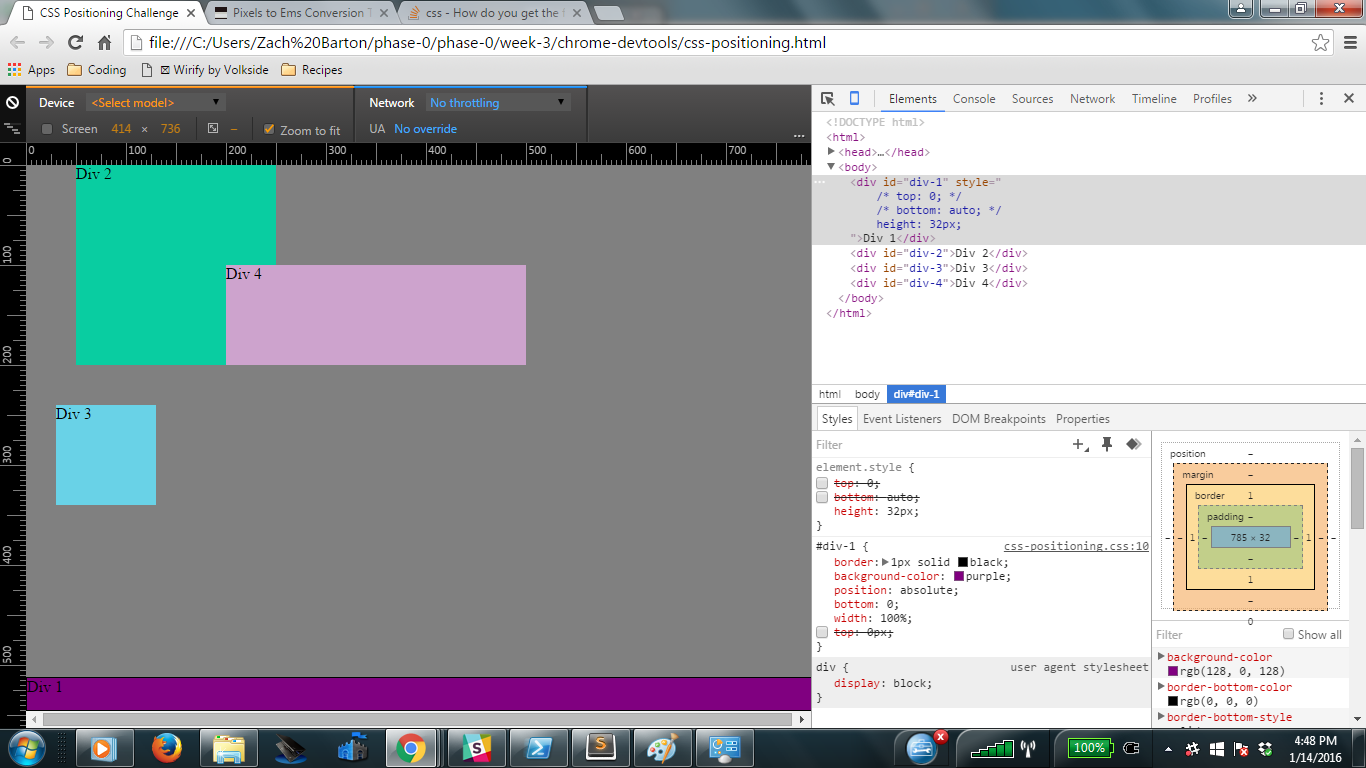 CSS Positioning Challenge
Pixels to Ems Conversion T
css - How do you get the f
file:///C:/Users/Zach%20Barton/phase-0/phase-0/week-3/chrome-devtools/css-positioning.html
Apps Coding Wirify by Volkside Recipes
Device <Select model> Network No throttling
Screen 414 × 736 Zoom to fit UA No override
...
0 100 200 300 400 500 600 700
0
100
200
300
400
500
Div 2
Div 4
Div 3
Div 1
Elements Console Sources Network Timeline Profiles »
<!DOCTYPE html>
<html>
<head>…</head>
<body>
<div id="div-1" style="
/* top: 0; */
/* bottom: auto; */
height: 32px;
">Div 1</div>
<div id="div-2">Div 2</div>
<div id="div-3">Div 3</div>
<div id="div-4">Div 4</div>
</body>
</html>
html body div#div-1
Styles Event Listeners DOM Breakpoints Properties
Filter
element.style {
top: 0;
bottom: auto;
height: 32px;
}
#div-1 { css-positioning.css:10
border: 1px solid black;
background-color: purple;
position: absolute;
bottom: 0;
width: 100%;
top: 0px;
}
div { user agent stylesheet
display: block;
}
position –
margin –
border 1
padding –
– – 1 – 785 × 32 – 1 – –
–
1
–
0
Filter Show all
background-color
rgb(128, 0, 128)
border-bottom-color
rgb(0, 0, 0)
border-bottom-style
100%
4:48 PM
1/14/2016